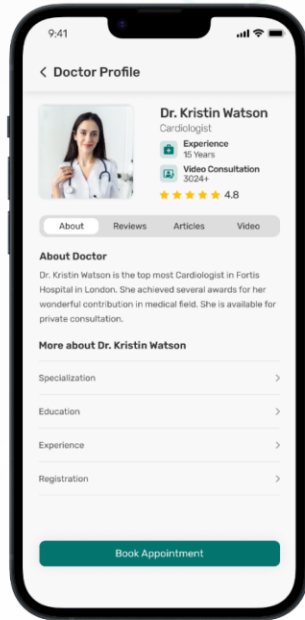 9:41
Doctor Profile
Dr. Kristin Watson
Cardiologist
Experience
15 Years
Video Consultation
3024+
4.8
About Reviews Articles Video
About Doctor
Dr. Kristin Watson is the top most Cardiologist in Fortis
Hospital in London. She achieved several awards for her
wonderful contribution in medical field. She is available for
private consultation.
More about Dr. Kristin Watson
Specialization
Education
Experience
Registration
Book Appointment